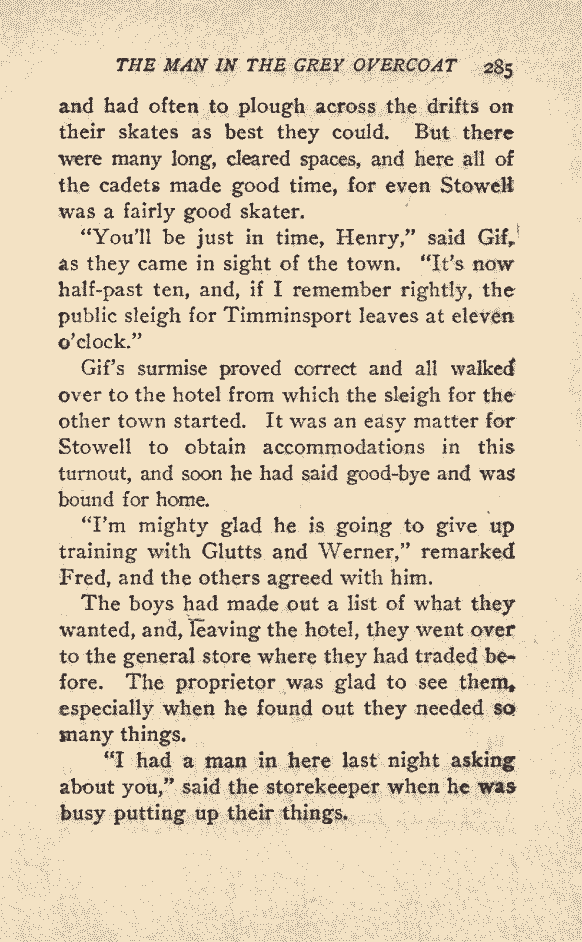 THE MAN IN THE GREY OVERCOAT 285
and had often to plough across the drifts on
their skates as best they could. But there
were many long, cleared spaces, and here all of
the cadets made good time, for even Stowell
was a fairly good skater.
“You’ll be just in time, Henry,” said Gif,
as they came in sight of the town. “It’s now
half-past ten, and, if I remember rightly, the
public sleigh for Timminsport leaves at eleven
o’clock.”
Gif’s surmise proved correct and all walked
over to the hotel from which the sleigh for the
other town started. It was an easy matter for
Stowell to obtain accommodations in this
turnout, and soon he had said good-bye and was
bound for home.
“I’m mighty glad he is going to give up
training with Glutts and Werner,” remarked
Fred, and the others agreed with him.
The boys had made out a list of what they
wanted, and, leaving the hotel, they went over
to the general store where they had traded be-
fore. The proprietor was glad to see them,
especially when he found out they needed so
many things.
“I had a man in here last night asking
about you,” said the storekeeper when he was
busy putting up their things.